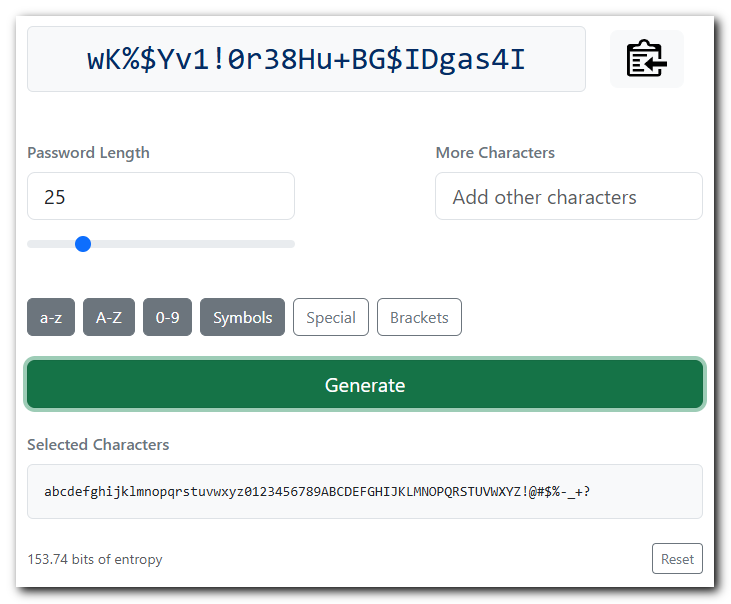 wK%$Yv1!0r38Hu+BG$IDgas4I
Password Length
More Characters
25
Add other characters
a-z A-Z 0-9 Symbols Special Brackets
Generate
Selected Characters
abcdefghijklmnopqrstuvwxyz0123456789ABCDEFGHIJKLMNOPQRSTUVWXYZ!@#$%-_+?
153.74 bits of entropy
Reset